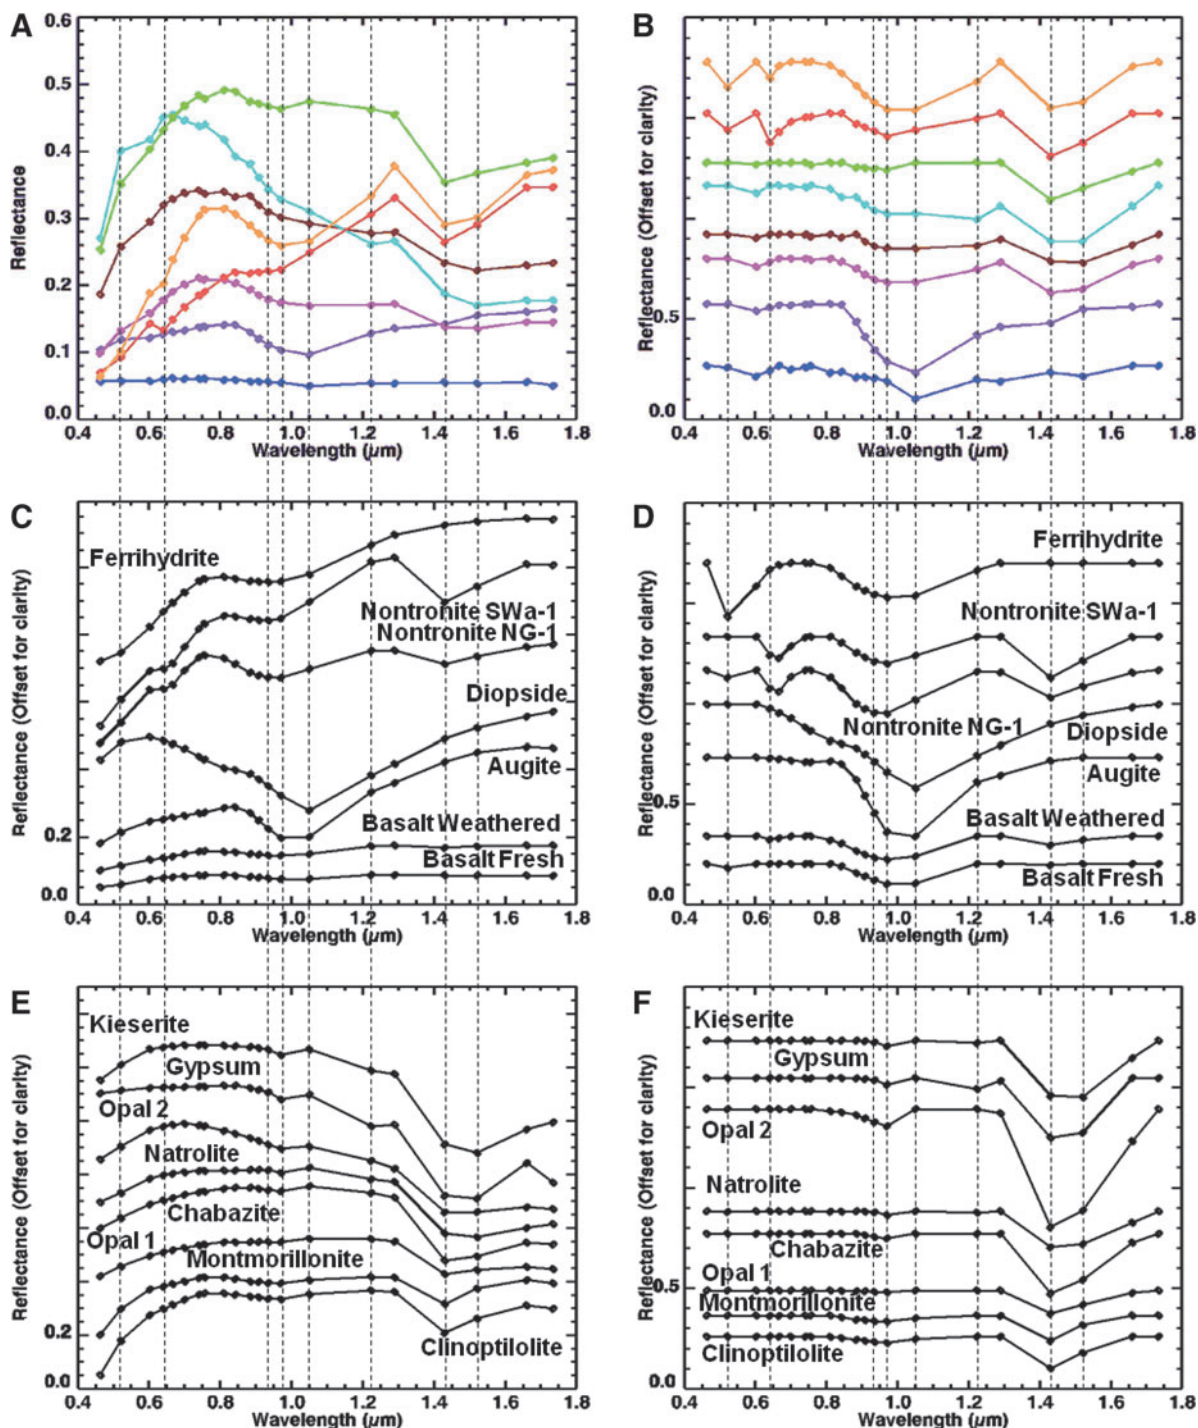 A
B
0.6
0.5
0.4
0.3
0.2
0.1
0.0
Reflectance
0.4 0.6 0.8 1.0 1.2 1.4 1.6 1.8
Wavelength (µm)
Reflectance (Offset for clarity)
0.5
0.0
0.4 0.6 0.8 1.0 1.2 1.4 1.6 1.8
Wavelength (µm)
C
Reflectance (Offset for clarity)
Ferrihydrite
Nontronite SWa-1
Nontronite NG-1
Diopside
Augite
Basalt Weathered
Basalt Fresh
0.2
0.0
0.4 0.6 0.8 1.0 1.2 1.4 1.6 1.8
Wavelength (µm)
D
Reflectance (Offset for clarity)
Ferrihydrite
Nontronite SWa-1
Nontronite NG-1
Diopside
Augite
Basalt Weathered
Basalt Fresh
0.5
0.0
0.4 0.6 0.8 1.0 1.2 1.4 1.6 1.8
Wavelength (µm)
E
Reflectance (Offset for clarity)
Kieserite
Gypsum
Opal 2
Natrolite
Chabazite
Opal 1
Montmorillonite
Clinoptilolite
0.2
0.0
0.4 0.6 0.8 1.0 1.2 1.4 1.6 1.8
Wavelength (µm)
F
Reflectance (Offset for clarity)
Kieserite
Gypsum
Opal 2
Natrolite
Chabazite
Opal 1
Montmorillonite
Clinoptilolite
0.5
0.0
0.4 0.6 0.8 1.0 1.2 1.4 1.6 1.8
Wavelength (µm)